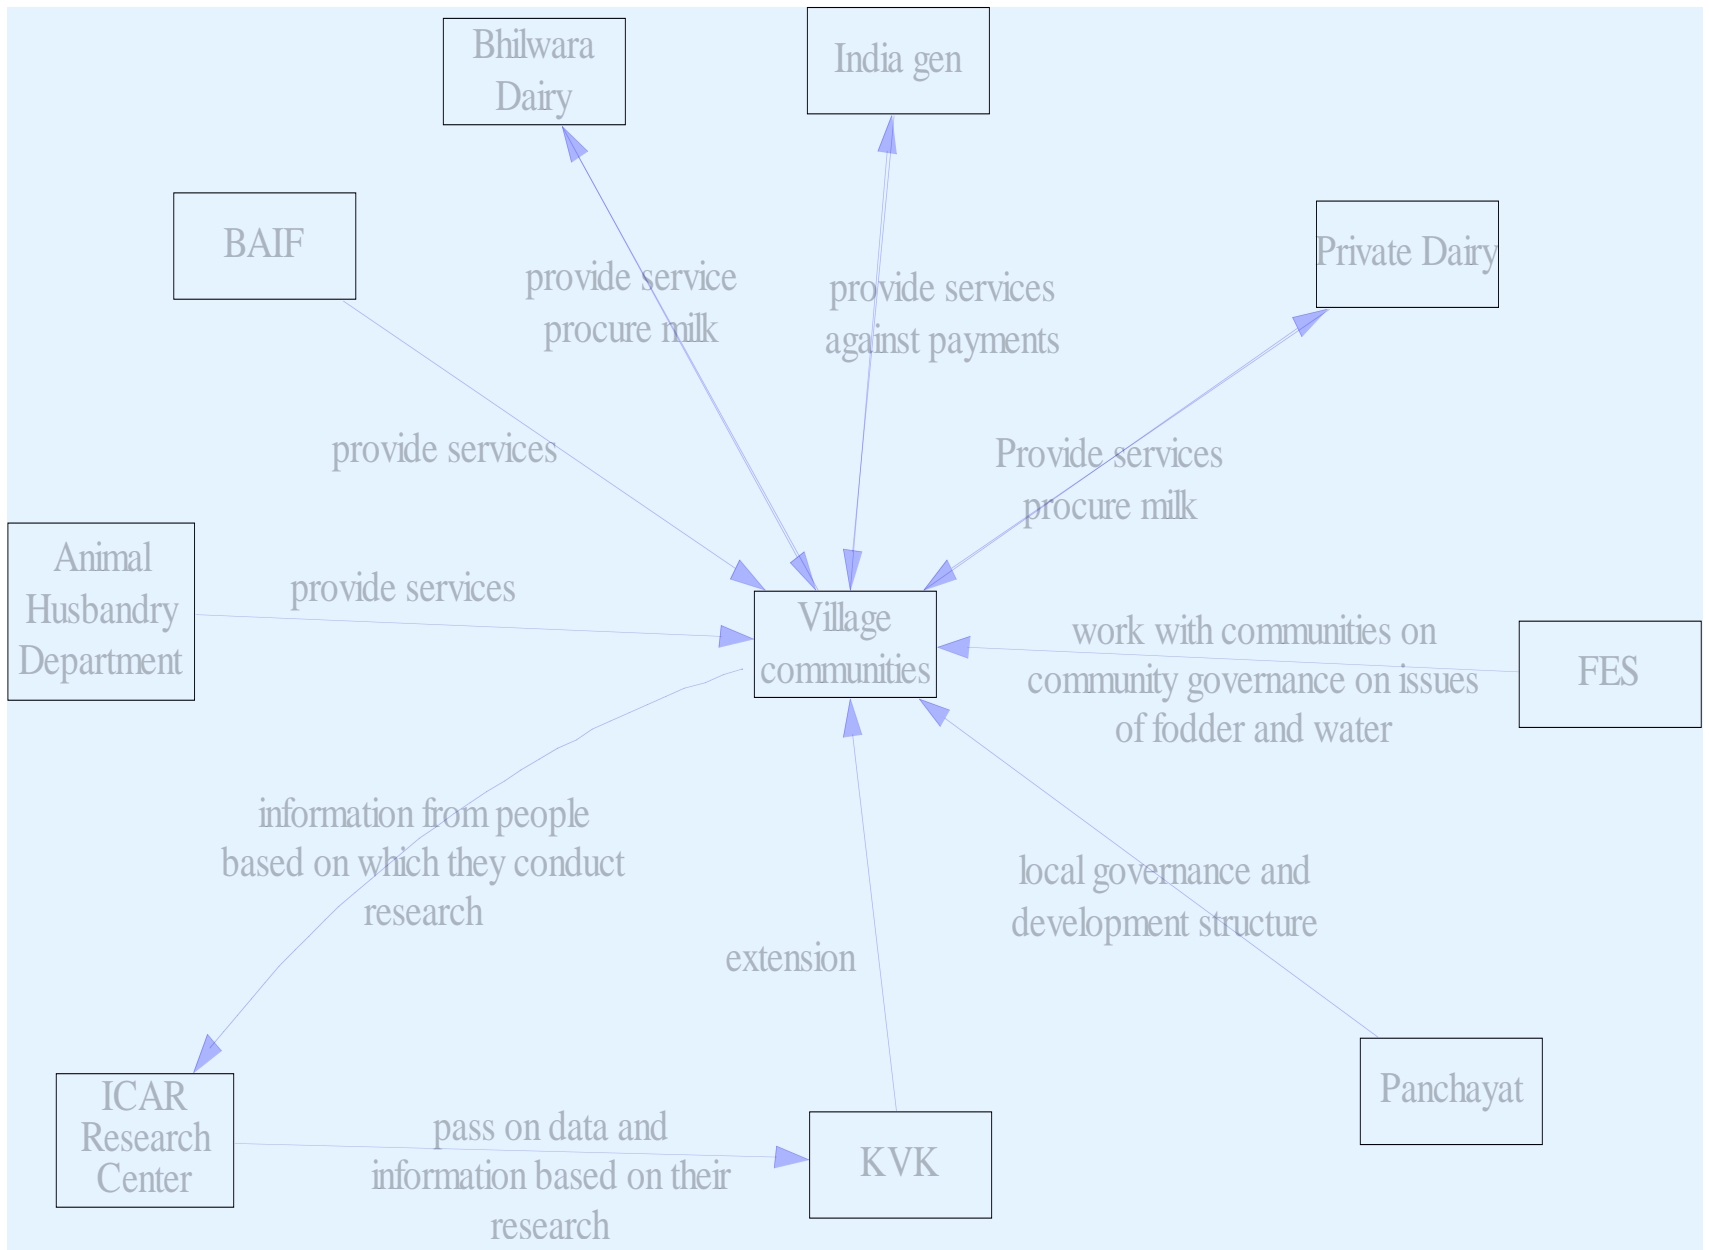 Bhilwara
Dairy
India gen
BAIF
Private Dairy
provide service
procure milk
provide services
against payments
provide services
Provide services
procure milk
Animal
Husbandry
Department
provide services
Village
communities
work with communities on
community governance on issues
of fodder and water
FES
information from people
based on which they conduct
research
local governance and
development structure
extension
ICAR
Research
Center
pass on data and
information based on their
research
KVK
Panchayat